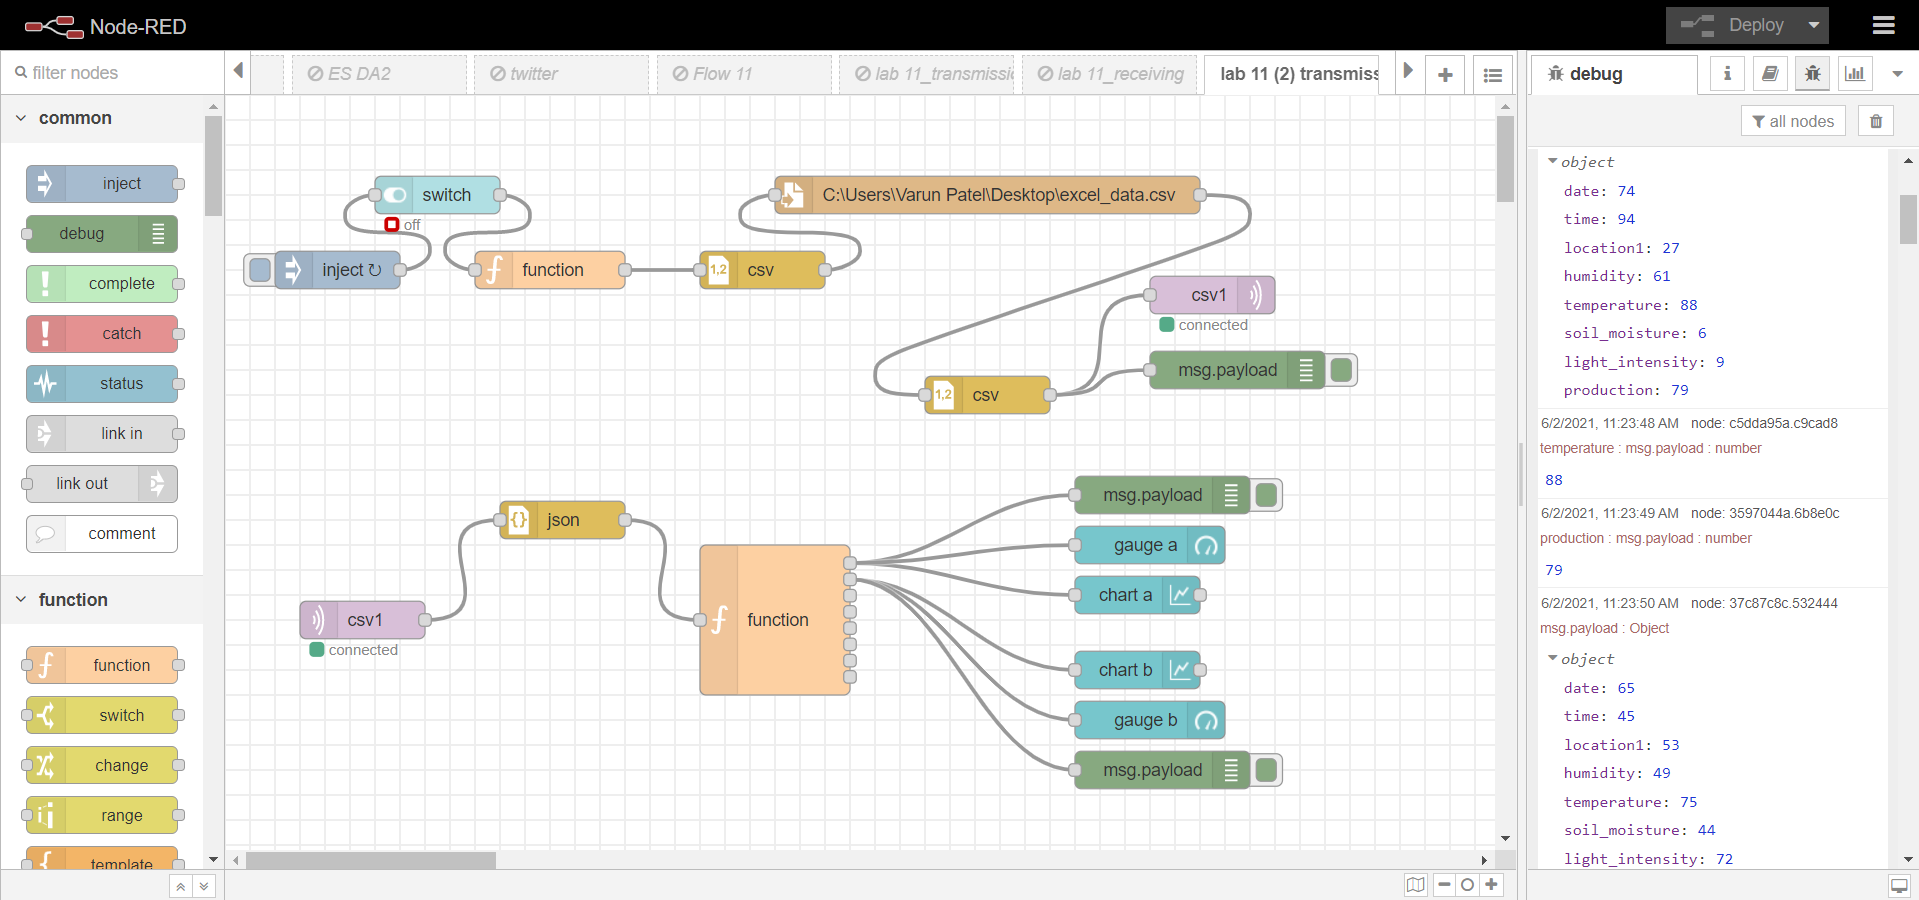 Node-RED
Deploy
filter nodes
ES DA2
twitter
Flow 11
lab 11_transmissi
lab 11_receiving
lab 11 (2) transmiss
debug
all nodes
common
inject
debug
complete
catch
status
link in
link out
comment
function
function
switch
change
range
template
switch
off
inject ↻
function
csv
C:\Users\Varun Patel\Desktop\excel_data.csv
csv1
connected
msg.payload
csv
json
csv1
connected
function
msg.payload
gauge a
chart a
chart b
gauge b
msg.payload
object
date: 74
time: 94
location1: 27
humidity: 61
temperature: 88
soil_moisture: 6
light_intensity: 9
production: 79
6/2/2021, 11:23:48 AM node: c5dda95a.c9cad8
temperature : msg.payload : number
88
6/2/2021, 11:23:49 AM node: 3597044a.6b8e0c
production : msg.payload : number
79
6/2/2021, 11:23:50 AM node: 37c87c8c.532444
msg.payload : Object
object
date: 65
time: 45
location1: 53
humidity: 49
temperature: 75
soil_moisture: 44
light_intensity: 72